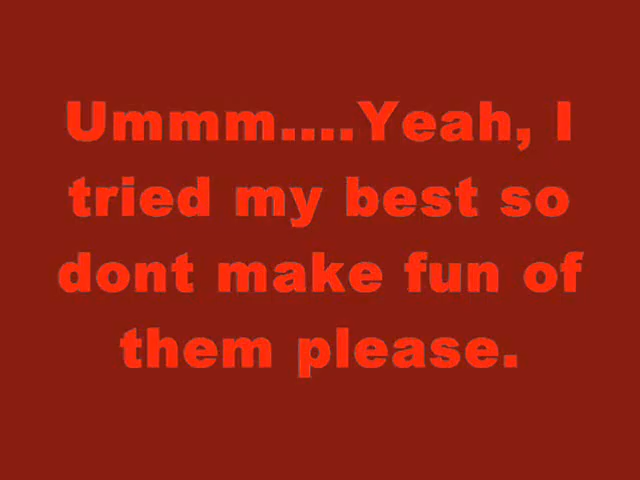 Ummm....Yeah, I
tried my best so
dont make fun of
them please.